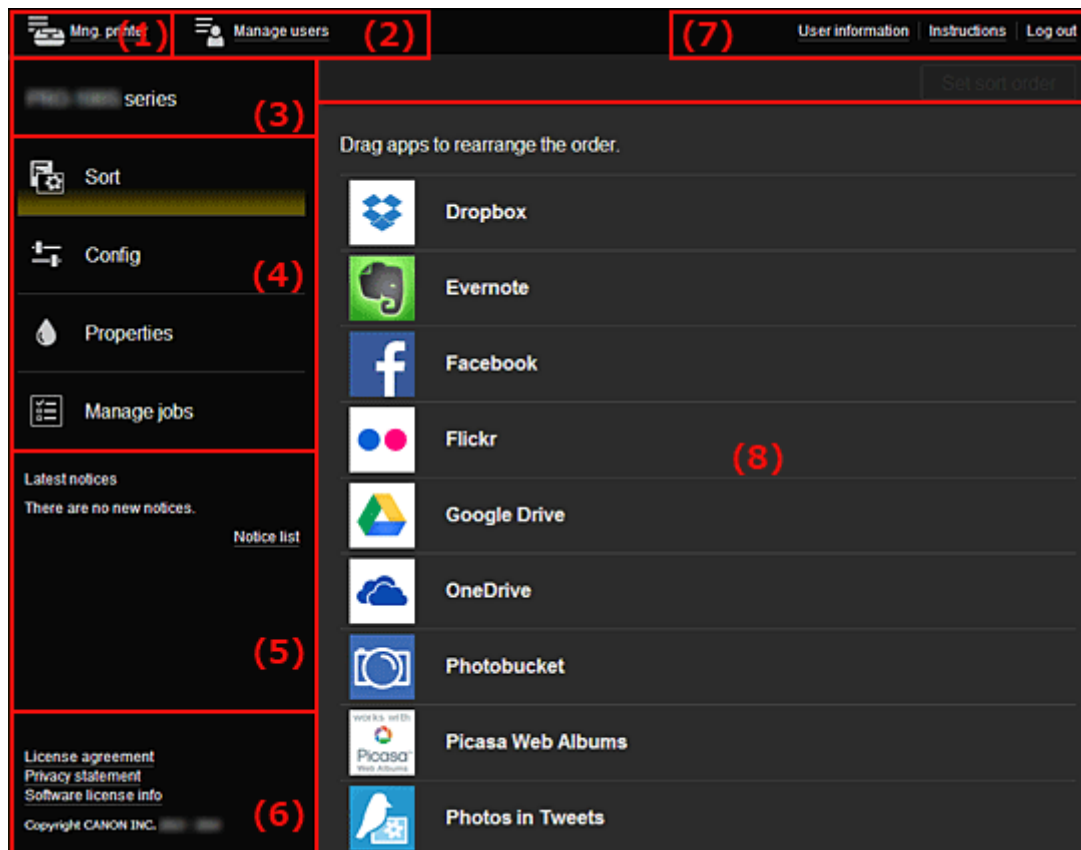 Mng. printer (1)
Manage users (2)
(7) User information Instructions Log out
series
(3)
Set sort order
Drag apps to rearrange the order.
Sort
Config
(4)
Properties
Manage jobs
Latest notices
There are no new notices.
Notice list
(5)
License agreement
Privacy statement
Software license info
Copyright CANON INC.
(6)
Dropbox
Evernote
Facebook
Flickr
(8)
Google Drive
OneDrive
Photobucket
works with
Picasa
Web Albums
Picasa Web Albums
Photos in Tweets